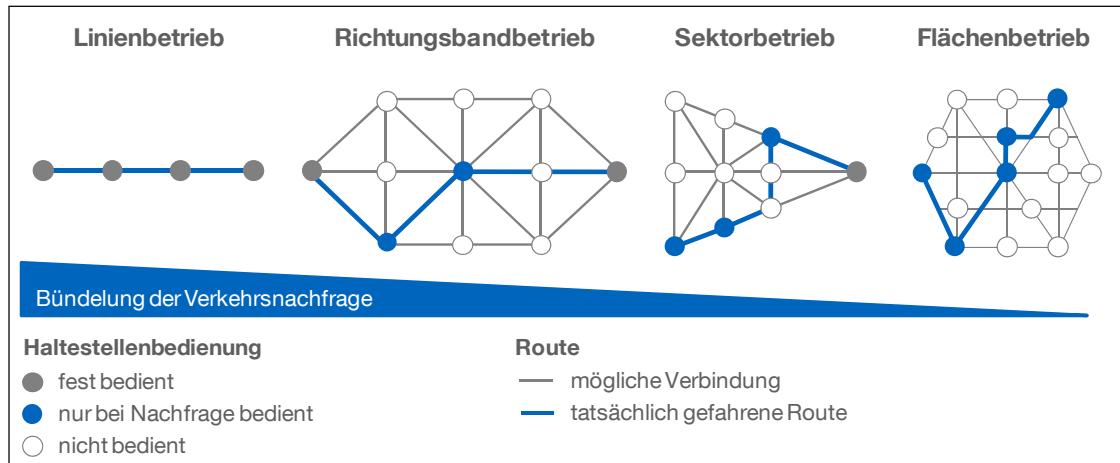 Linienbetrieb
Richtungsbandbetrieb
Sektorbetrieb
Flächenbetrieb
Bündelung der Verkehrsnachfrage
Haltestellenbedienung
fest bedient
nur bei Nachfrage bedient
nicht bedient
Route
mögliche Verbindung
tatsächlich gefahrene Route